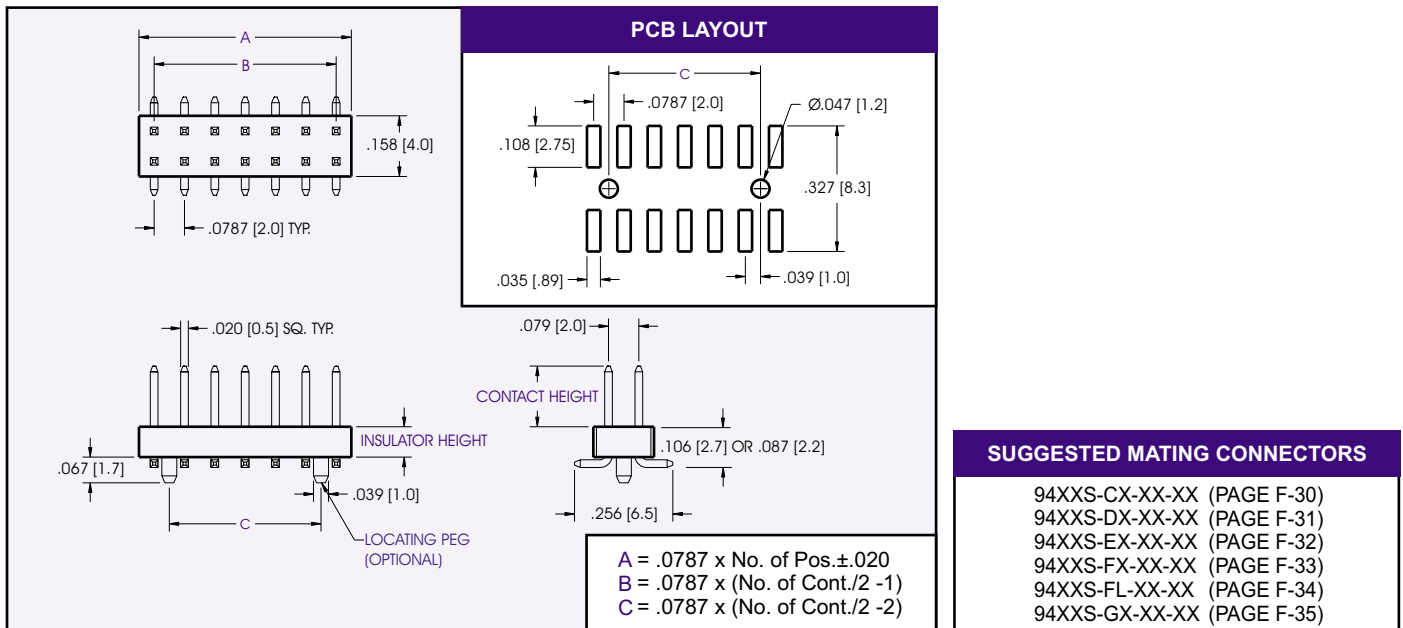 A
B
.158 [4.0]
.0787 [2.0] TYP.
PCB LAYOUT
C
.0787 [2.0]
Ø.047 [1.2]
.108 [2.75]
.327 [8.3]
.035 [.89]
.039 [1.0]
.020 [0.5] SQ. TYP.
INSULATOR HEIGHT
.067 [1.7]
.039 [1.0]
C
LOCATING PEG
(OPTIONAL)
.079 [2.0]
CONTACT HEIGHT
.106 [2.7] OR .087 [2.2]
.256 [6.5]
A = .0787 x No. of Pos.±.020
B = .0787 x (No. of Cont./2 -1)
C = .0787 x (No. of Cont./2 -2)
SUGGESTED MATING CONNECTORS
94XXS-CX-XX-XX (PAGE F-30)
94XXS-DX-XX-XX (PAGE F-31)
94XXS-EX-XX-XX (PAGE F-32)
94XXS-FX-XX-XX (PAGE F-33)
94XXS-FL-XX-XX (PAGE F-34)
94XXS-GX-XX-XX (PAGE F-35)